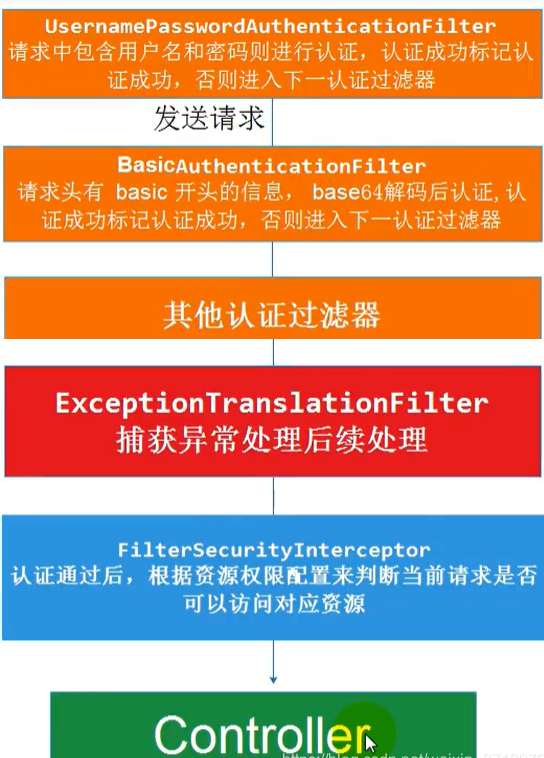 UsernamePasswordAuthenticationFilter
请求中包含用户名和密码则进行认证，认证成功标记认
证成功，否则进入下一认证过滤器
发送请求
BasicAuthenticationFilter
请求头有 basic 开头的信息， base64解码后认证,认
证成功标记认证成功，否则进入下一认证过滤器
其他认证过滤器
ExceptionTranslationFilter
捕获异常处理后续处理
FilterSecurityInterceptor
认证通过后，根据资源权限配置来判断当前请求是否
可以访问对应资源
Controller